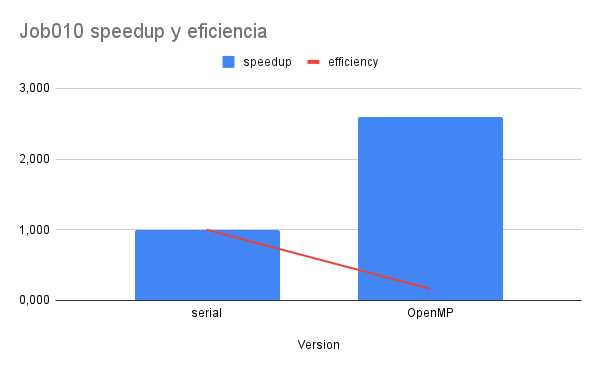 Job010 speedup y eficiencia
speedup efficiency
3,000
2,000
1,000
0,000
serial OpenMP
Version